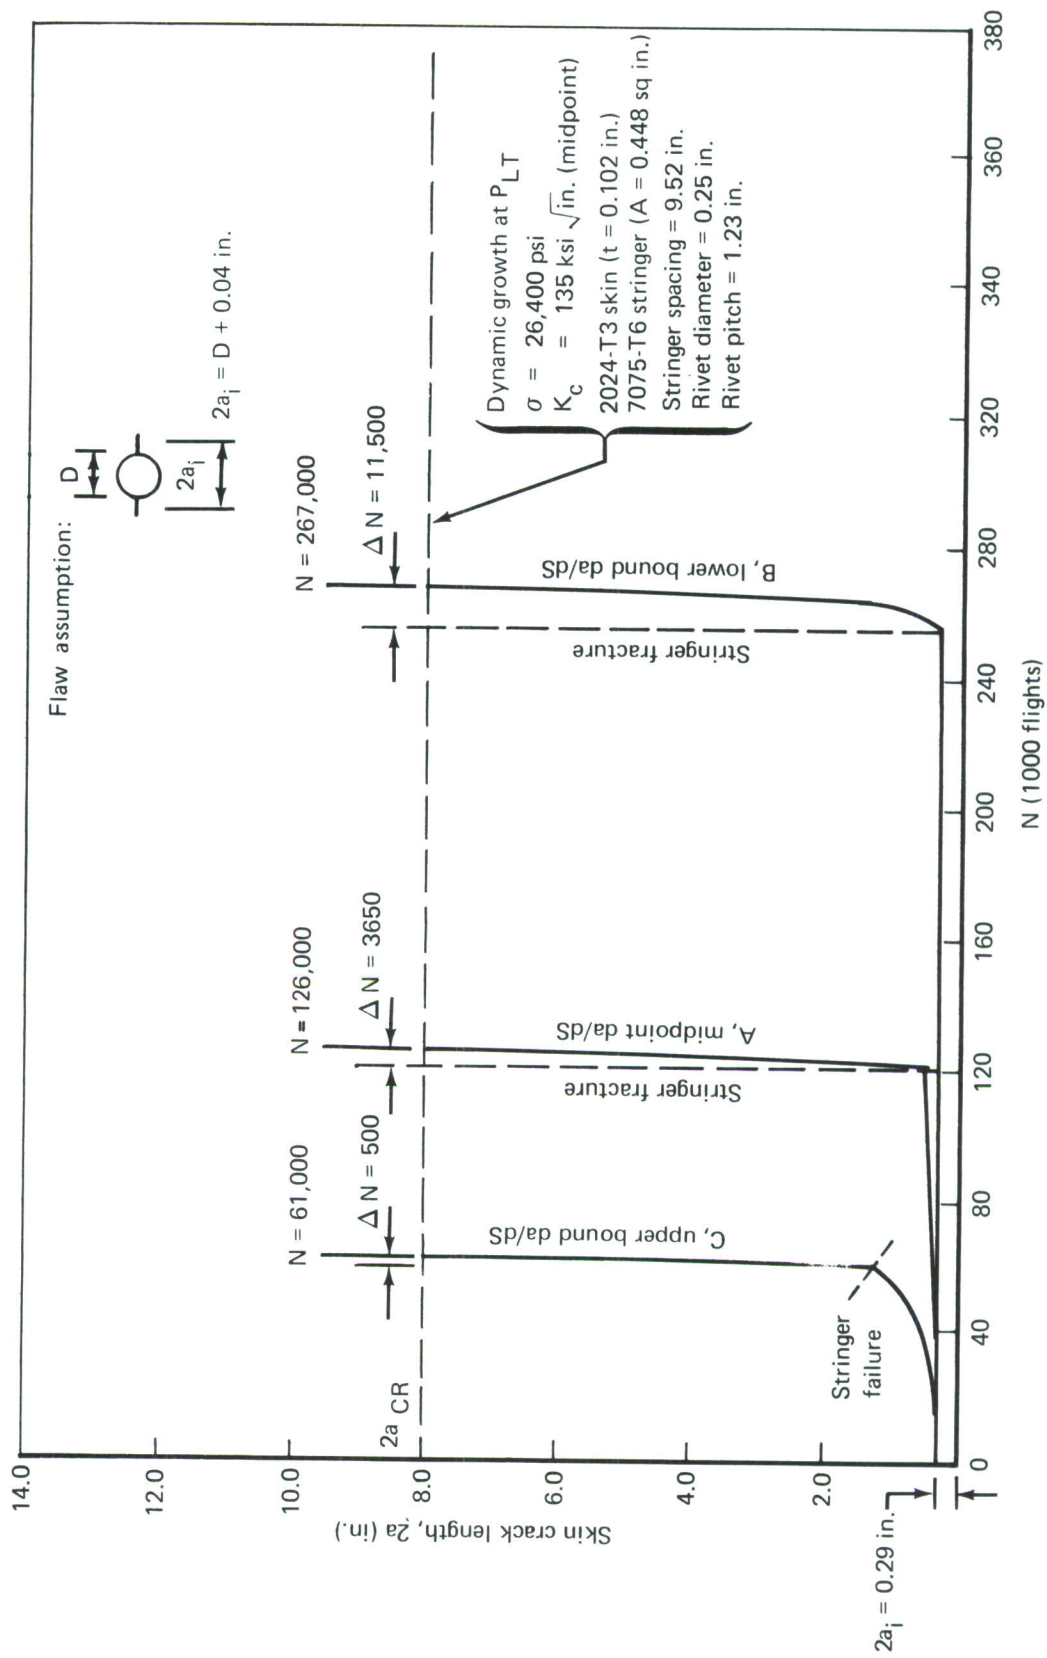 Flaw assumption:
D
2aᵢ
2aᵢ = D + 0.04 in.
14.0
12.0
10.0
8.0
6.0
4.0
2.0
Skin crack length, 2a (in.)
2a CR
2aᵢ = 0.29 in.
N = 61,000
ΔN = 500
C, upper bound da/dS
Stringer
failure
N = 126,000
ΔN = 3650
Stringer fracture
A, midpoint da/dS
N = 267,000
ΔN = 11,500
Stringer fracture
B, lower bound da/dS
Dynamic growth at P_LT
σ = 26,400 psi
K_c = 135 ksi √in. (midpoint)
2024-T3 skin (t = 0.102 in.)
7075-T6 stringer (A = 0.448 sq in.)
Stringer spacing = 9.52 in.
Rivet diameter = 0.25 in.
Rivet pitch = 1.23 in.
0 40 80 120 160 200 240 280 320 340 360 380
N (1000 flights)